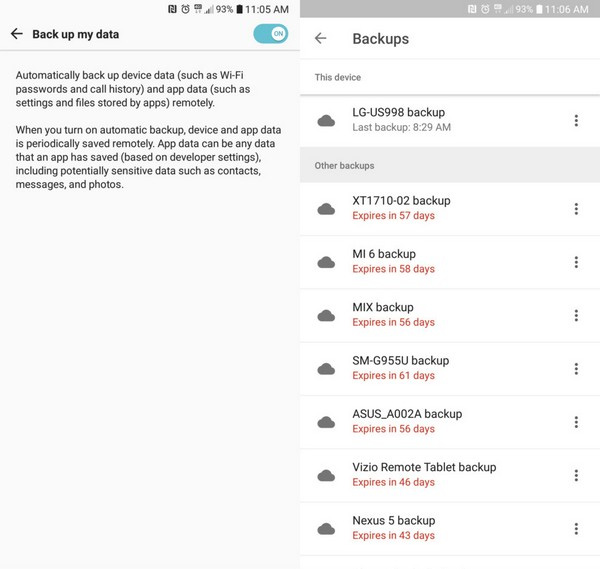 93% 11:05 AM
Back up my data
ON
Automatically back up device data (such as Wi-Fi
passwords and call history) and app data (such as
settings and files stored by apps) remotely.
When you turn on automatic backup, device and app data
is periodically saved remotely. App data can be any data
that an app has saved (based on developer settings),
including potentially sensitive data such as contacts,
messages, and photos.
93% 11:06 AM
Backups
This device
LG-US998 backup
Last backup: 8:29 AM
Other backups
XT1710-02 backup
Expires in 57 days
MI 6 backup
Expires in 58 days
MIX backup
Expires in 56 days
SM-G955U backup
Expires in 61 days
ASUS_A002A backup
Expires in 56 days
Vizio Remote Tablet backup
Expires in 46 days
Nexus 5 backup
Expires in 43 days